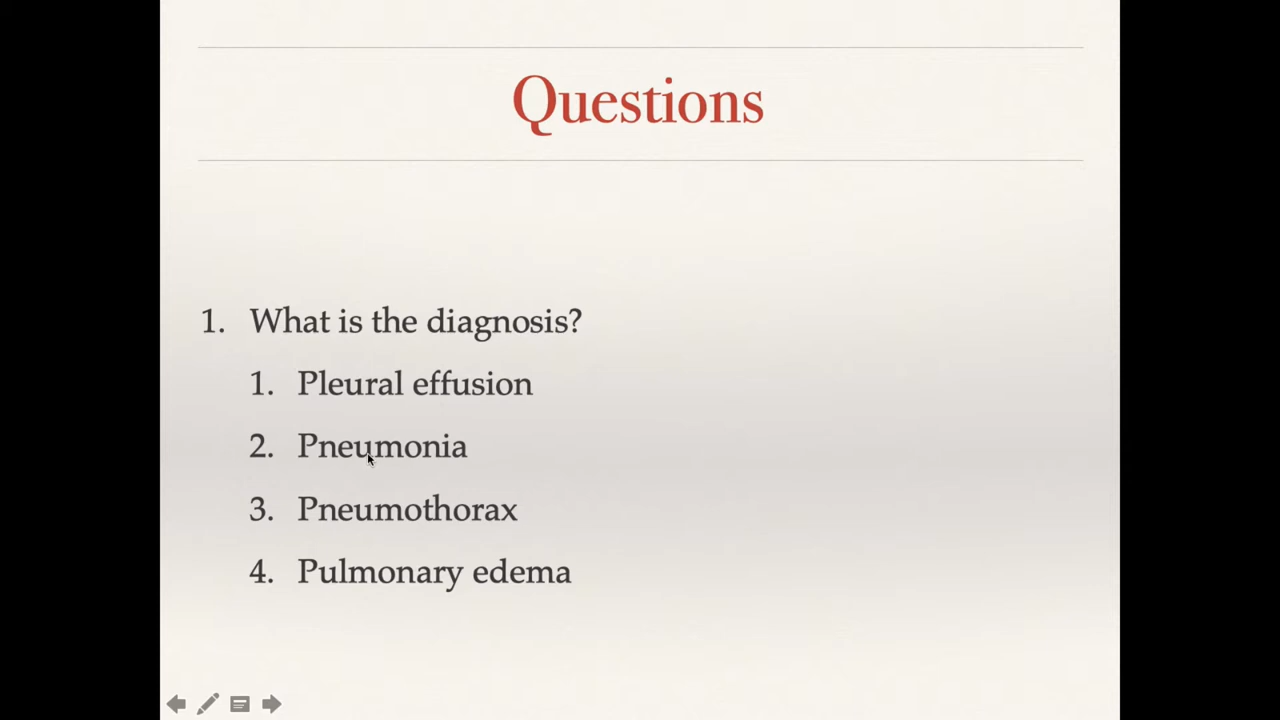 Questions
1. What is the diagnosis?
1. Pleural effusion
2. Pneumonia
3. Pneumothorax
4. Pulmonary edema